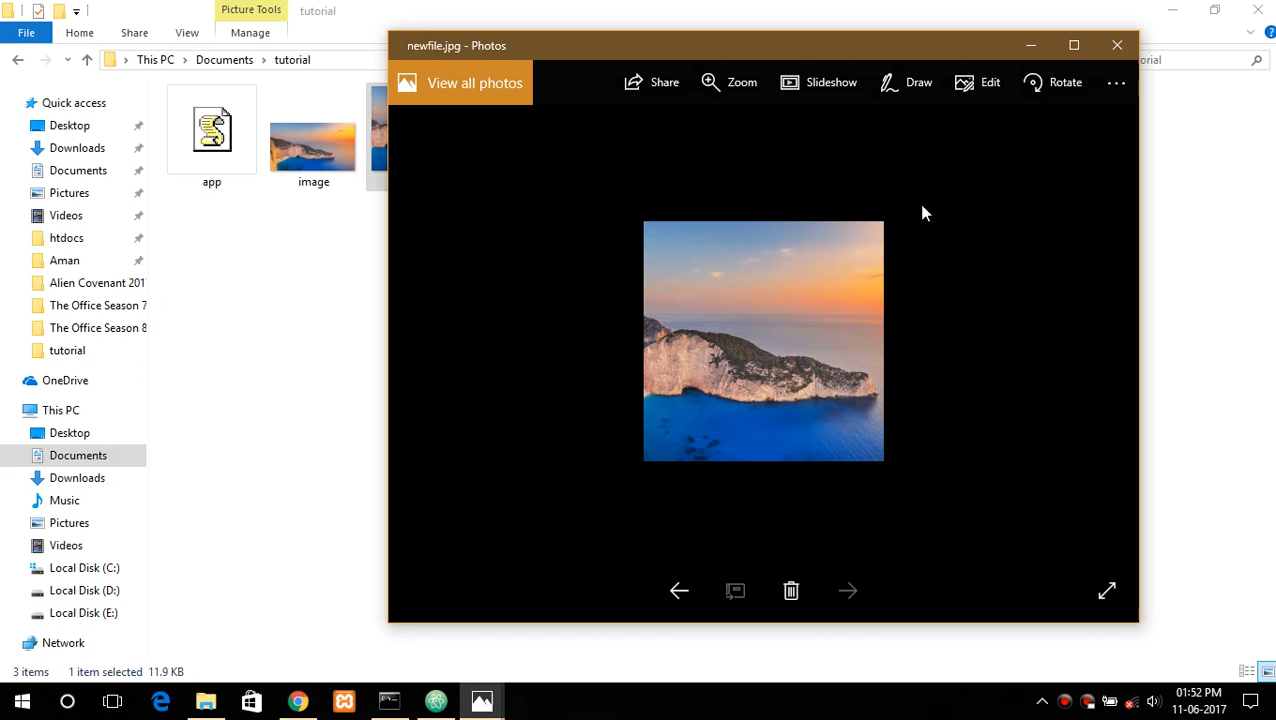 Picture Tools
tutorial
File
Home
Share
View
Manage
This PC
Documents
tutorial
orial
newfile.jpg - Photos
View all photos
Share
Zoom
Slideshow
Draw
Edit
Rotate
Quick access
Desktop
Downloads
Documents
Pictures
Videos
htdocs
Aman
Alien Covenant 201
The Office Season 7
The Office Season 8
tutorial
OneDrive
This PC
Desktop
Documents
Downloads
Music
Pictures
Videos
Local Disk (C:)
Local Disk (D:)
Local Disk (E:)
Network
app
image
3 items
1 item selected 11.9 KB
01:52 PM
11-06-2017